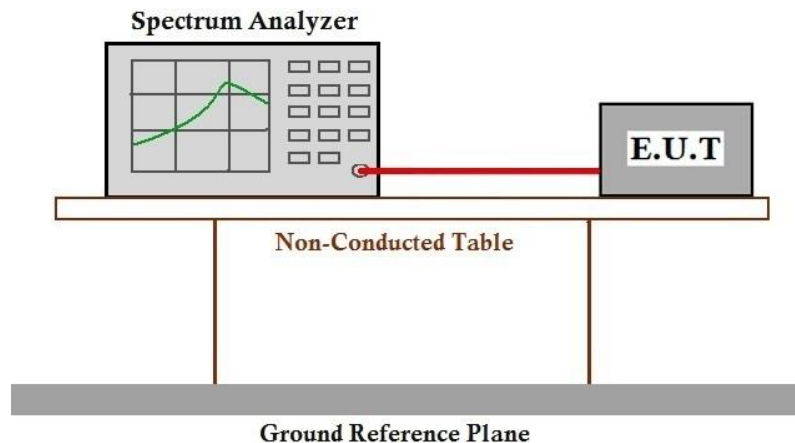 Spectrum Analyzer
E.U.T
Non-Conducted Table
Ground Reference Plane